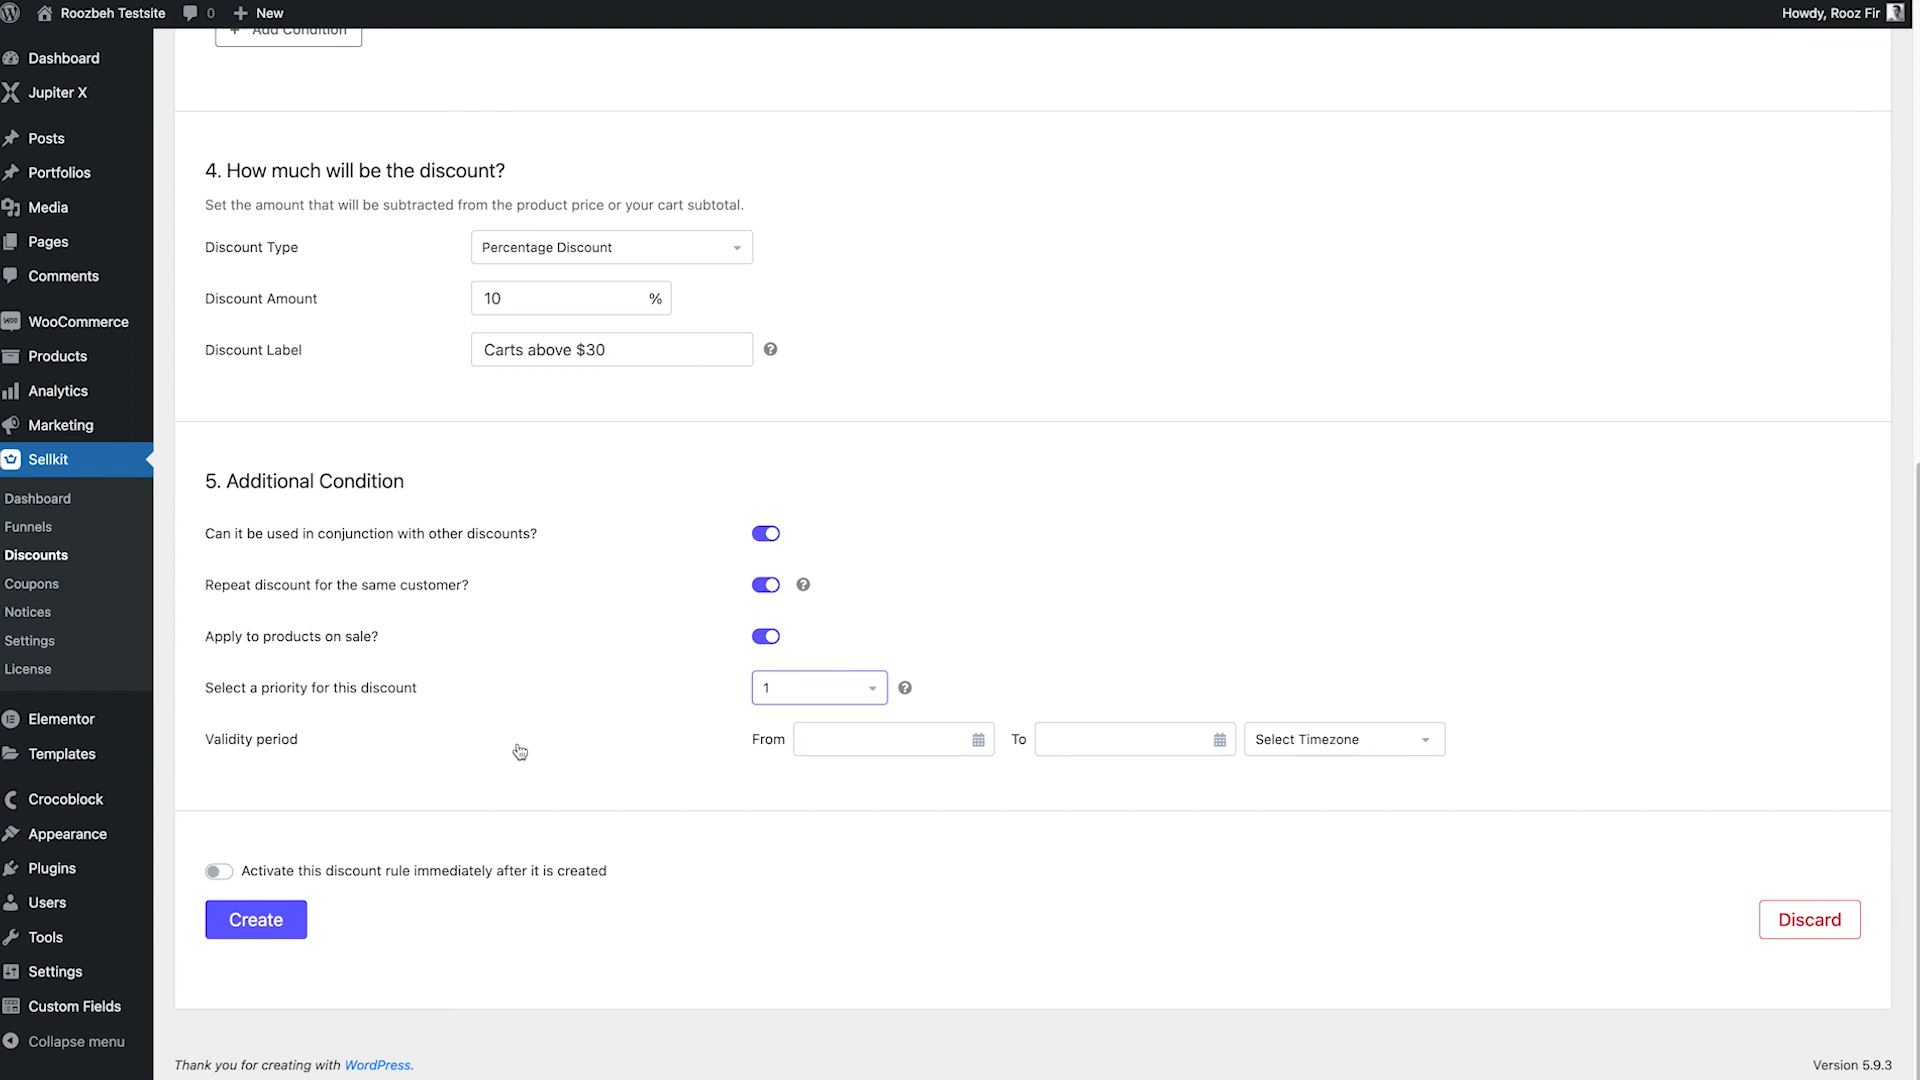 Roozbeh Testsite
0
New
Howdy, Rooz Fir
Dashboard
Jupiter X
Posts
Portfolios
Media
Pages
Comments
WooCommerce
Products
Analytics
Marketing
Sellkit
Dashboard
Funnels
Discounts
Coupons
Notices
Settings
License
Elementor
Templates
Crocoblock
Appearance
Plugins
Users
Tools
Settings
Custom Fields
Collapse menu
+ Add Condition
4. How much will be the discount?
Set the amount that will be subtracted from the product price or your cart subtotal.
Discount Type
Percentage Discount
Discount Amount
10 %
Discount Label
Carts above $30
5. Additional Condition
Can it be used in conjunction with other discounts?
Repeat discount for the same customer?
Apply to products on sale?
Select a priority for this discount
1
Validity period
From
To
Select Timezone
Activate this discount rule immediately after it is created
Create
Discard
Thank you for creating with WordPress.
Version 5.9.3